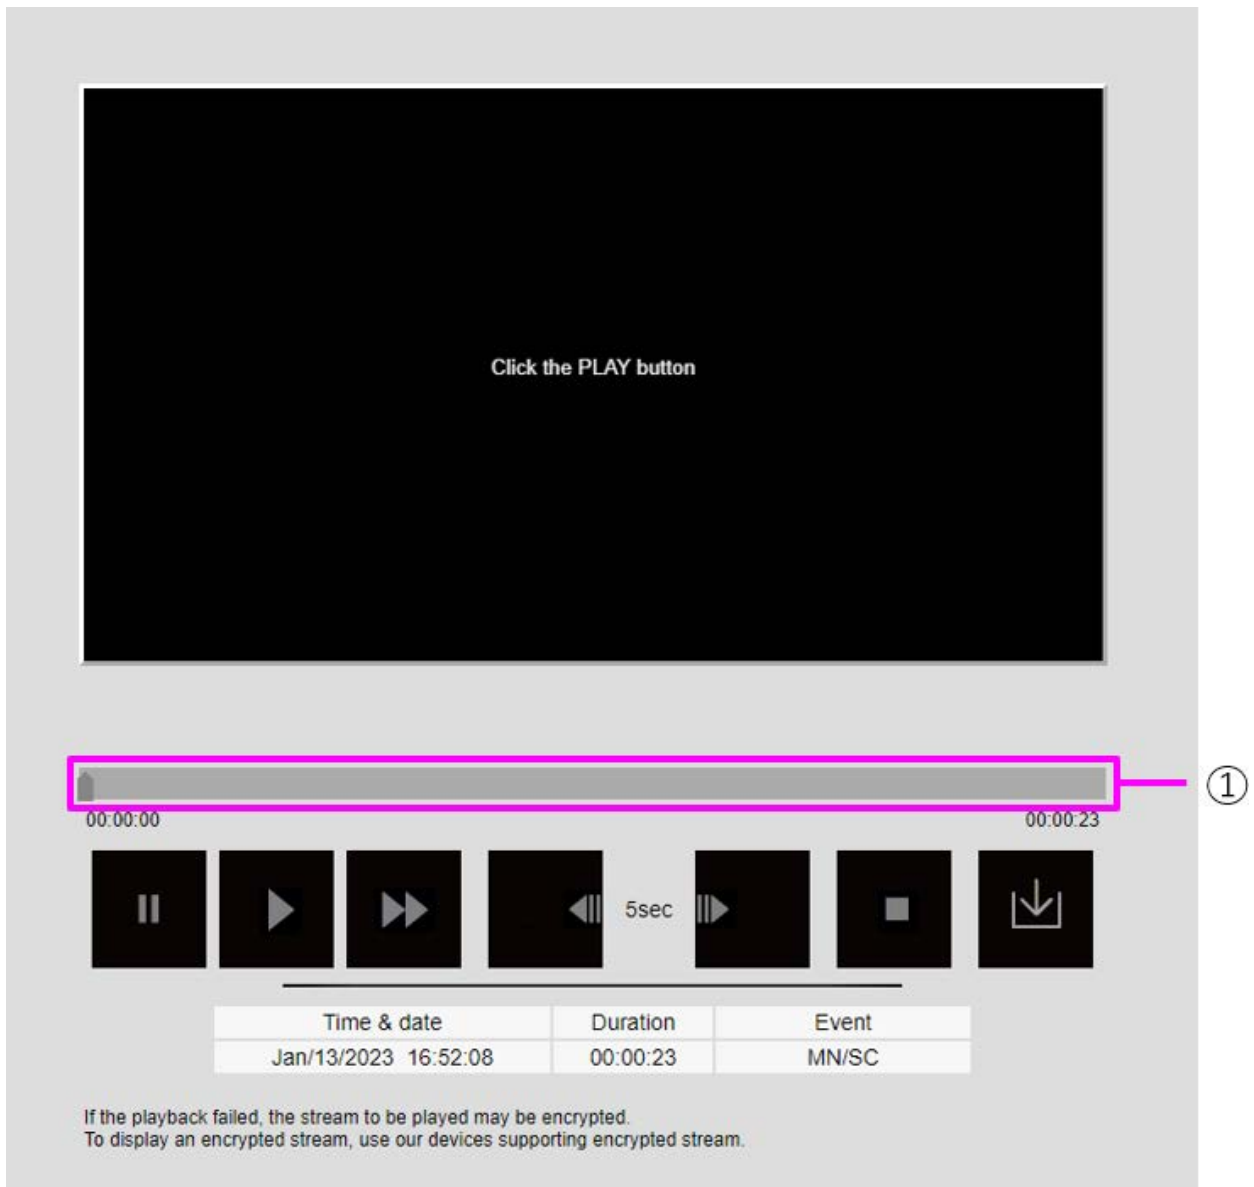 Click the PLAY button
①
00:00:00 00:00:23
5sec
Time & date Duration Event
Jan/13/2023 16:52:08 00:00:23 MN/SC
If the playback failed, the stream to be played may be encrypted.
To display an encrypted stream, use our devices supporting encrypted stream.